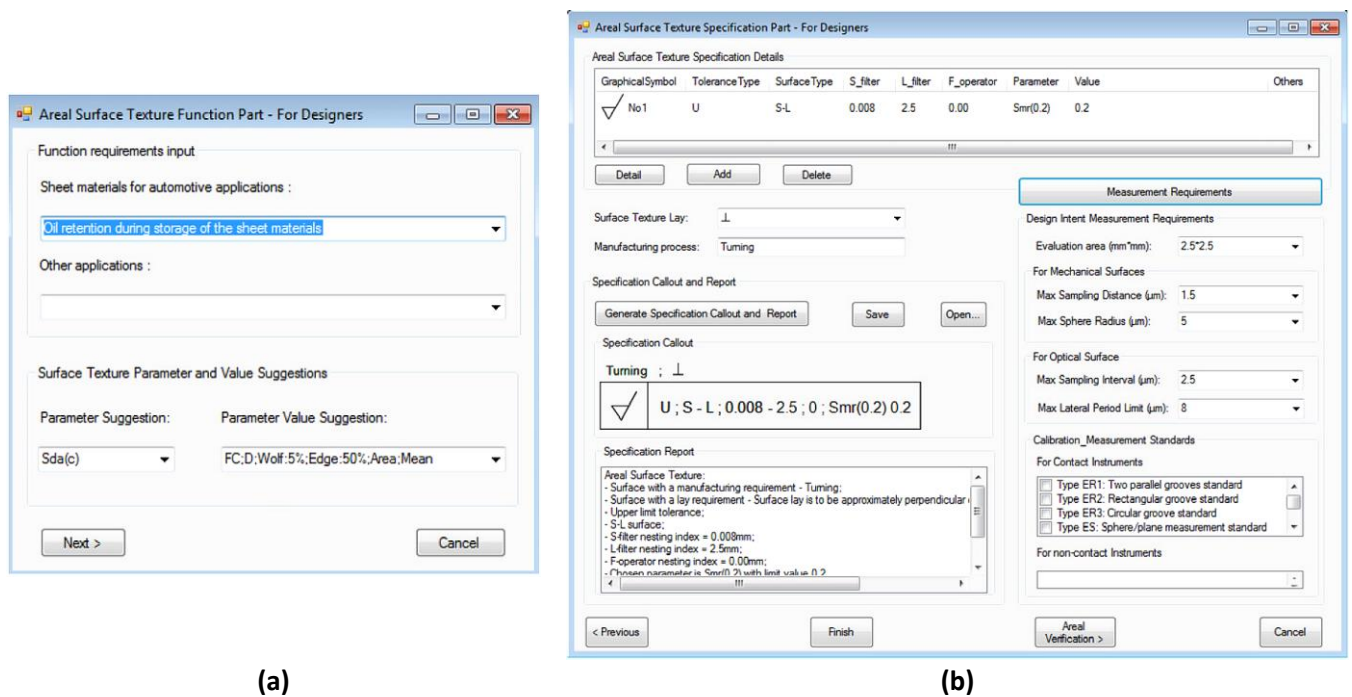 Areal Surface Texture Function Part - For Designers
Function requirements input
Sheet materials for automotive applications :
Oil retention during storage of the sheet materials
Other applications :
Surface Texture Parameter and Value Suggestions
Parameter Suggestion: Parameter Value Suggestion:
Sda(c) FC;D;Wolf:5%;Edge:50%;Area;Mean
Next > Cancel
(a)
Areal Surface Texture Specification Part - For Designers
Areal Surface Texture Specification Details
GraphicalSymbol ToleranceType SurfaceType S_filter L_filter F_operator Parameter Value Others
No1 U S-L 0.008 2.5 0.00 Smr(0.2) 0.2
Detail Add Delete
Surface Texture Lay: ⊥
Manufacturing process: Turning
Specification Callout and Report
Generate Specification Callout and Report Save Open...
Specification Callout
Turning ; ⊥
U ; S - L ; 0.008 - 2.5 ; 0 ; Smr(0.2) 0.2
Specification Report
Areal Surface Texture:
- Surface with a manufacturing requirement - Turning;
- Surface with a lay requirement - Surface lay is to be approximately perpendicular
- Upper limit tolerance;
- S-L surface;
- S-filter nesting index = 0.008mm;
- L-filter nesting index = 2.5mm;
- F-operator nesting index = 0.00mm;
- Chosen parameter is Smr(0.2) with limit value 0.2
Measurement Requirements
Design Intent Measurement Requirements
Evaluation area (mm*mm): 2.5*2.5
For Mechanical Surfaces
Max Sampling Distance (μm): 1.5
Max Sphere Radius (μm): 5
For Optical Surface
Max Sampling Interval (μm): 2.5
Max Lateral Period Limit (μm): 8
Calibration_Measurement Standards
For Contact Instruments
Type ER1: Two parallel grooves standard
Type ER2: Rectangular groove standard
Type ER3: Circular groove standard
Type ES: Sphere/plane measurement standard
For non-contact Instruments
< Previous Finish Areal Verification > Cancel
(b)